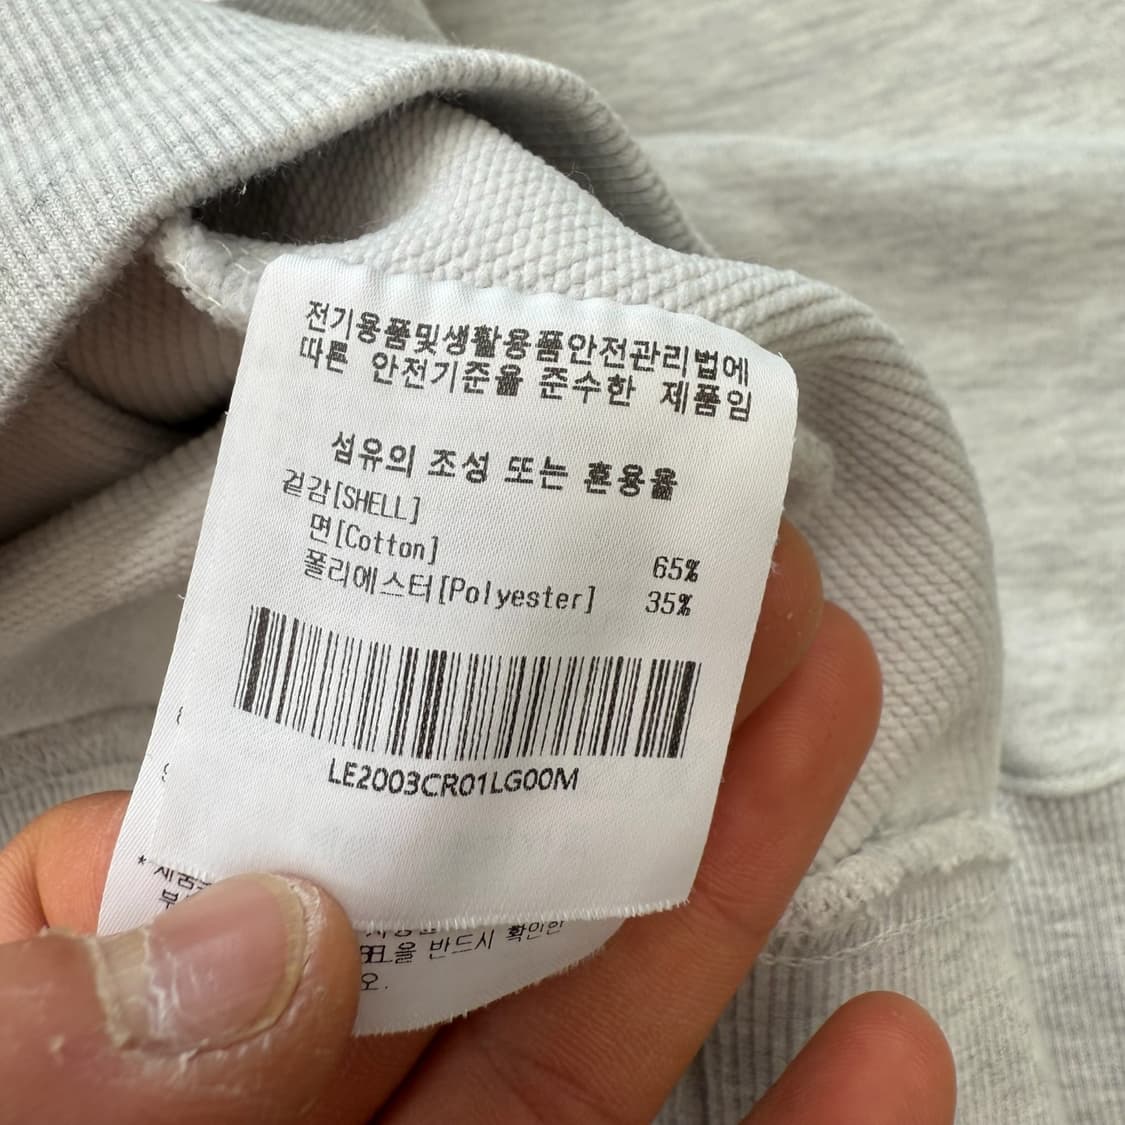 전기용품및생활용품안전관리법에
따른 안전기준을 준수한 제품임
섬유의 조성 또는 혼용율
겉감[SHELL]
면[Cotton] 65%
폴리에스터[Polyester] 35%
LE2003CR01LG00M
을 반드시 확인한
오.